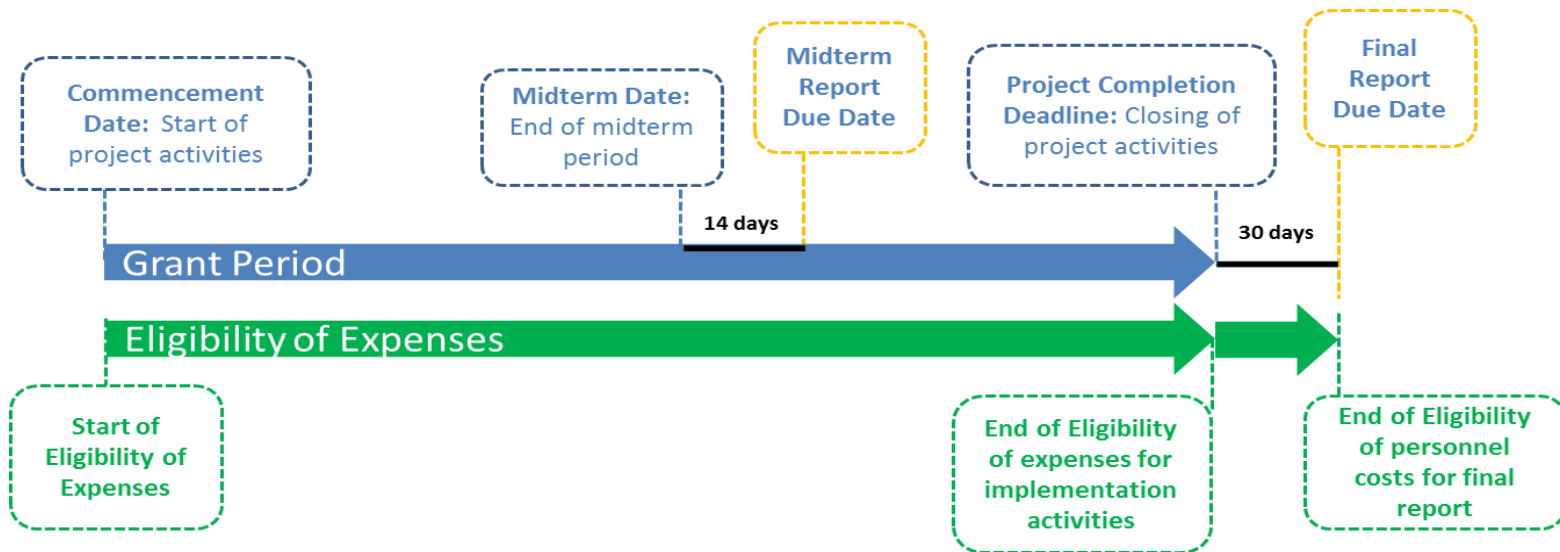 Commencement
Date: Start of
project activities
Midterm Date:
End of midterm
period
Midterm
Report
Due Date
Project Completion
Deadline: Closing of
project activities
Final
Report
Due Date
14 days
30 days
Grant Period
Eligibility of Expenses
Start of
Eligibility of
Expenses
End of Eligibility
of expenses for
implementation
activities
End of Eligibility
of personnel
costs for final
report